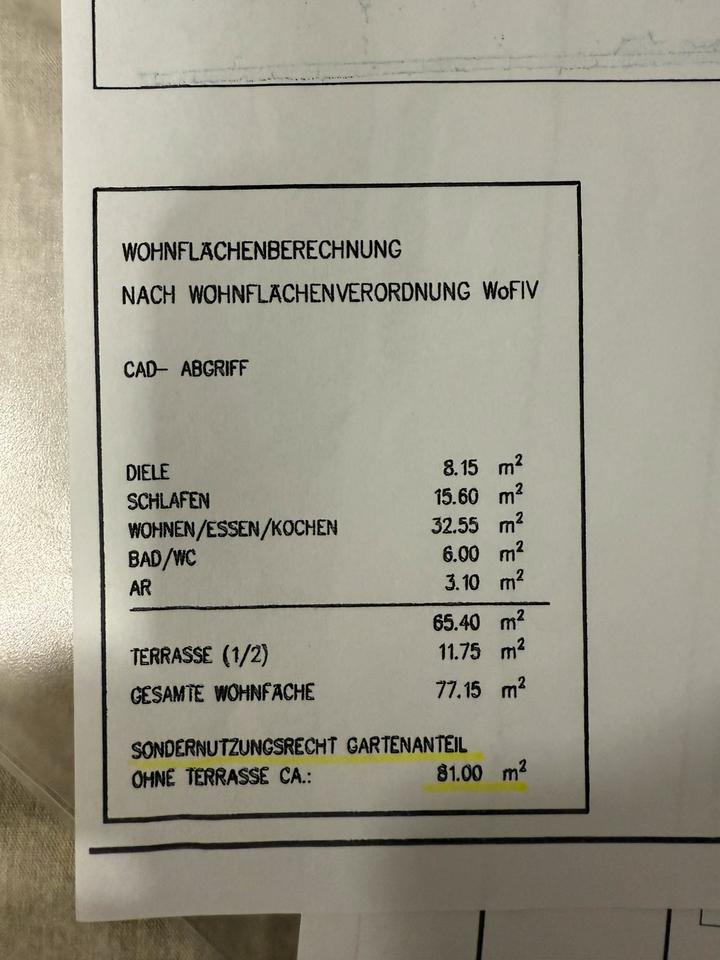 WOHNFLÄCHENBERECHNUNG
NACH WOHNFLÄCHENVERORDNUNG WoFlV
CAD- ABGRIFF
DIELE 8.15 m²
SCHLAFEN 15.60 m²
WOHNEN/ESSEN/KOCHEN 32.55 m²
BAD/WC 6.00 m²
AR 3.10 m²
65.40 m²
TERRASSE (1/2) 11.75 m²
GESAMTE WOHNFÄCHE 77.15 m²
SONDERNUTZUNGSRECHT GARTENANTEIL
OHNE TERRASSE CA.: 81.00 m²